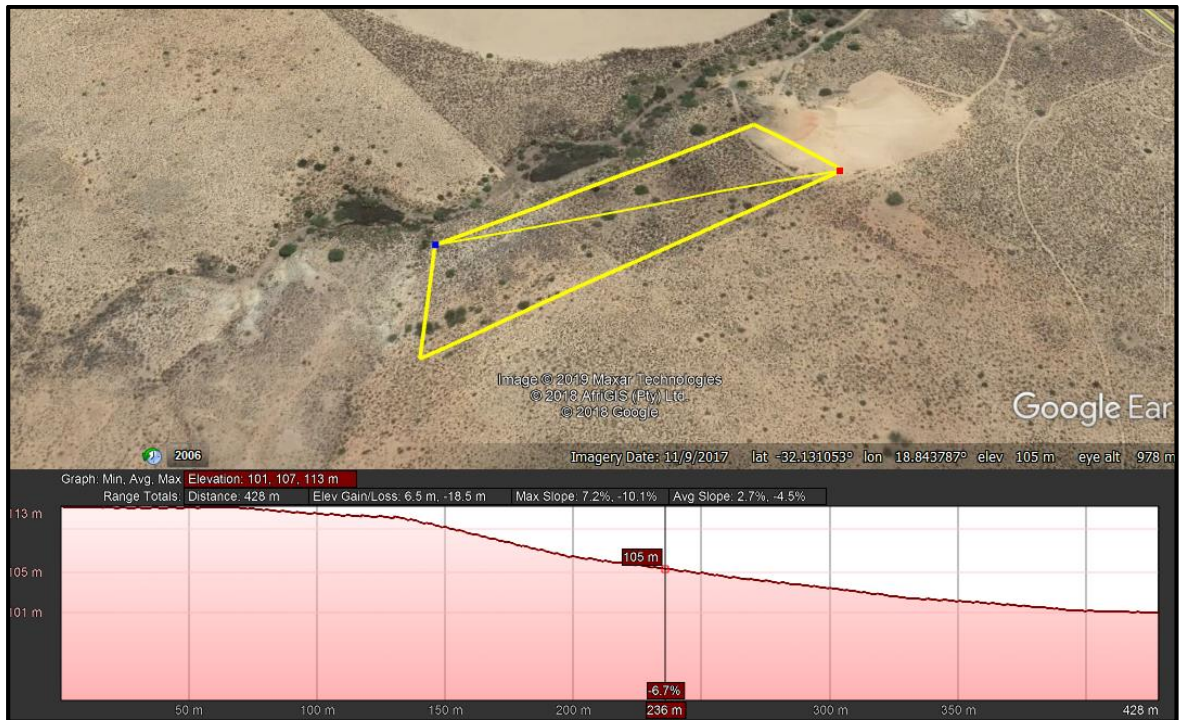 Image © 2019 Maxar Technologies
© 2018 AfriGIS (Pty) Ltd.
© 2018 Google
Google Ear
2006
Imagery Date: 11/9/2017 lat -32.131053° lon 18.843787° elev 105 m eye alt 978 m
Graph: Min, Avg, Max Elevation: 101, 107, 113 m
Range Totals: Distance: 428 m Elev Gain/Loss: 6.5 m, -18.5 m Max Slope: 7.2%, -10.1% Avg Slope: 2.7%, -4.5%
113 m
105 m
105 m
101 m
-6.7%
50 m 100 m 150 m 200 m 236 m 300 m 350 m 428 m